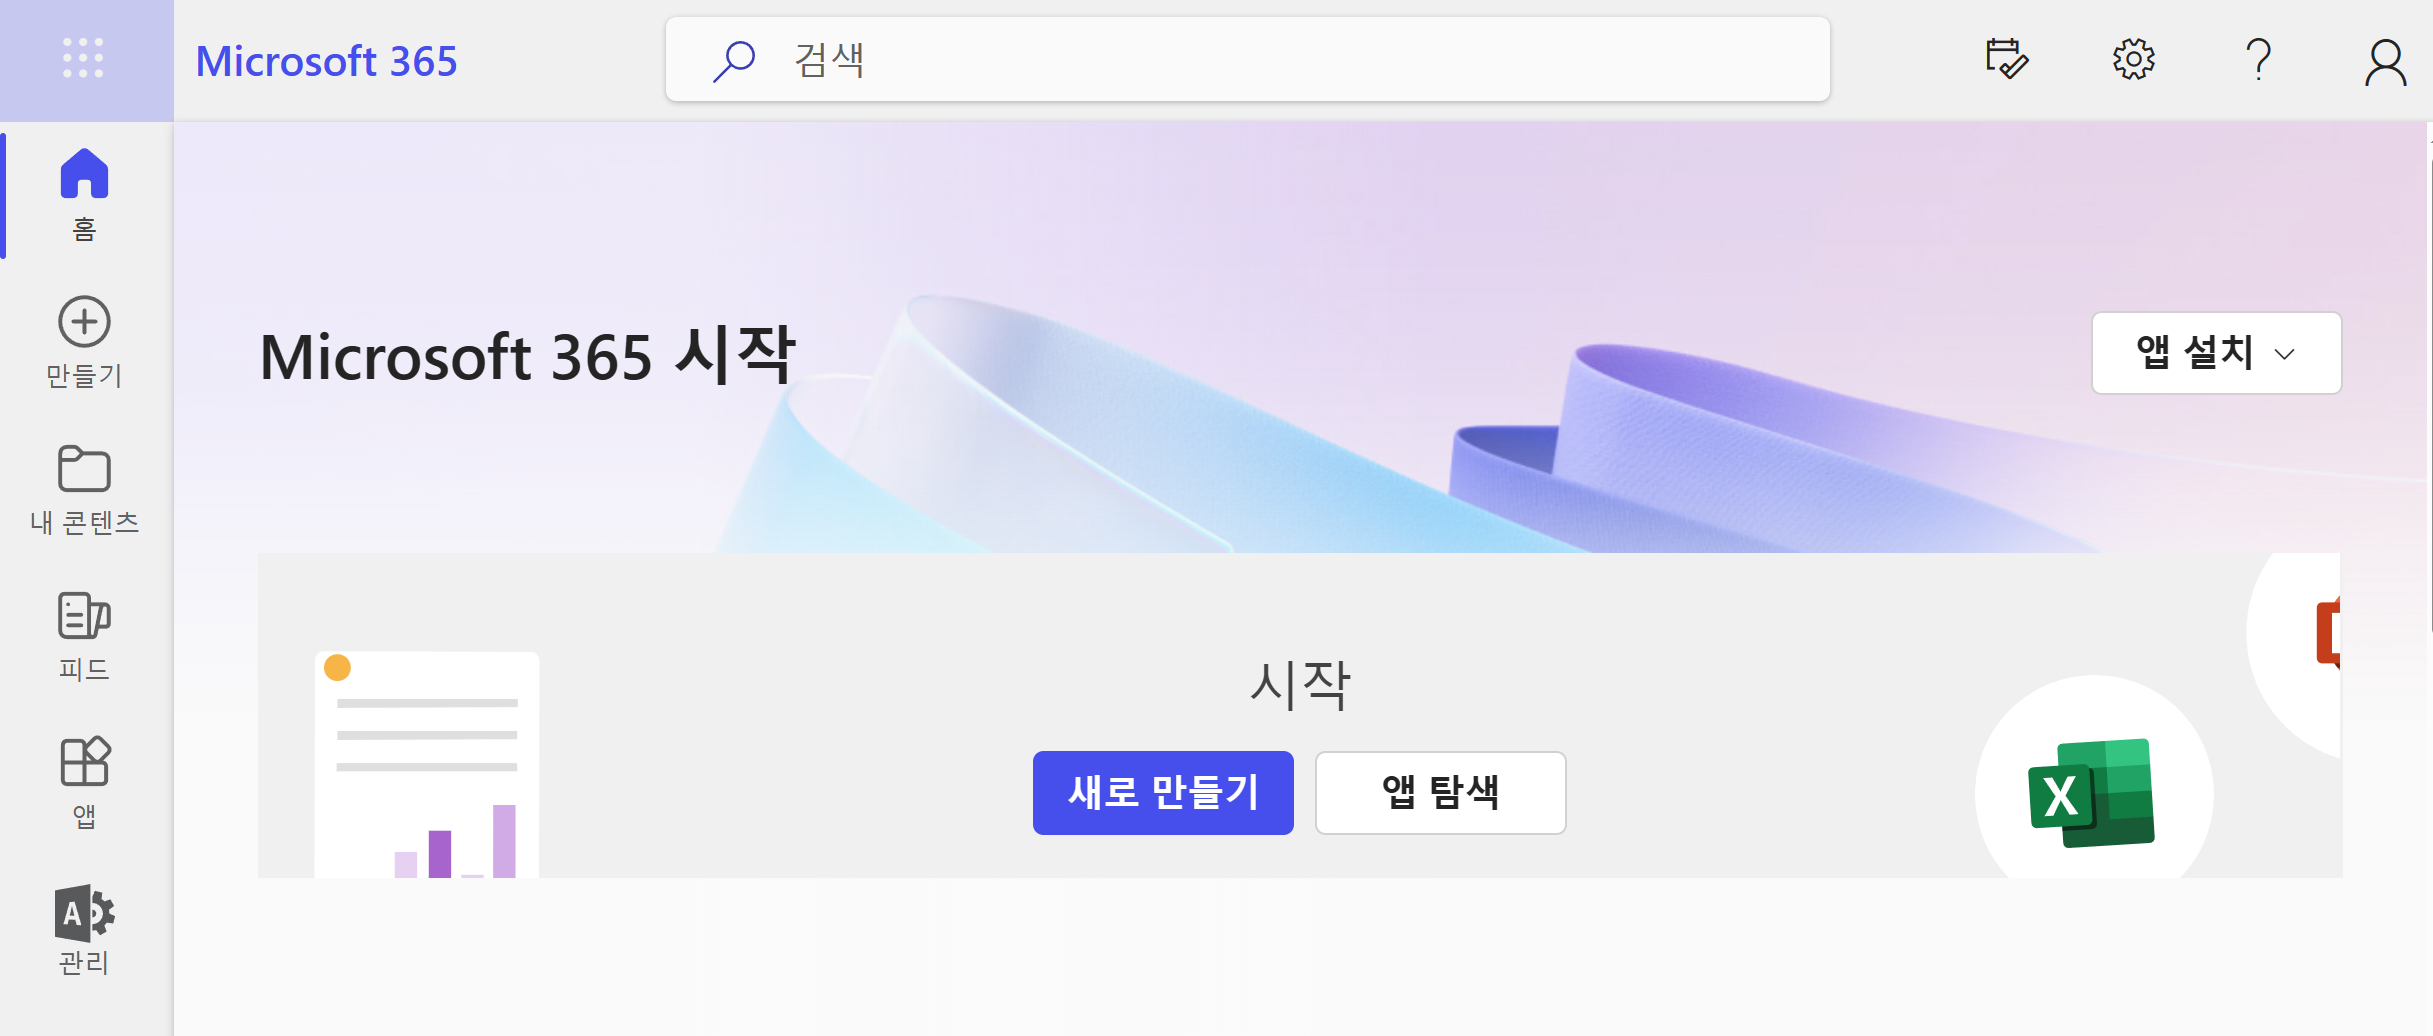 Microsoft 365
검색
홈
만들기
내 콘텐츠
피드
앱
A
관리
Microsoft 365 시작
앱 설치
시작
새로 만들기
앱 탐색
X